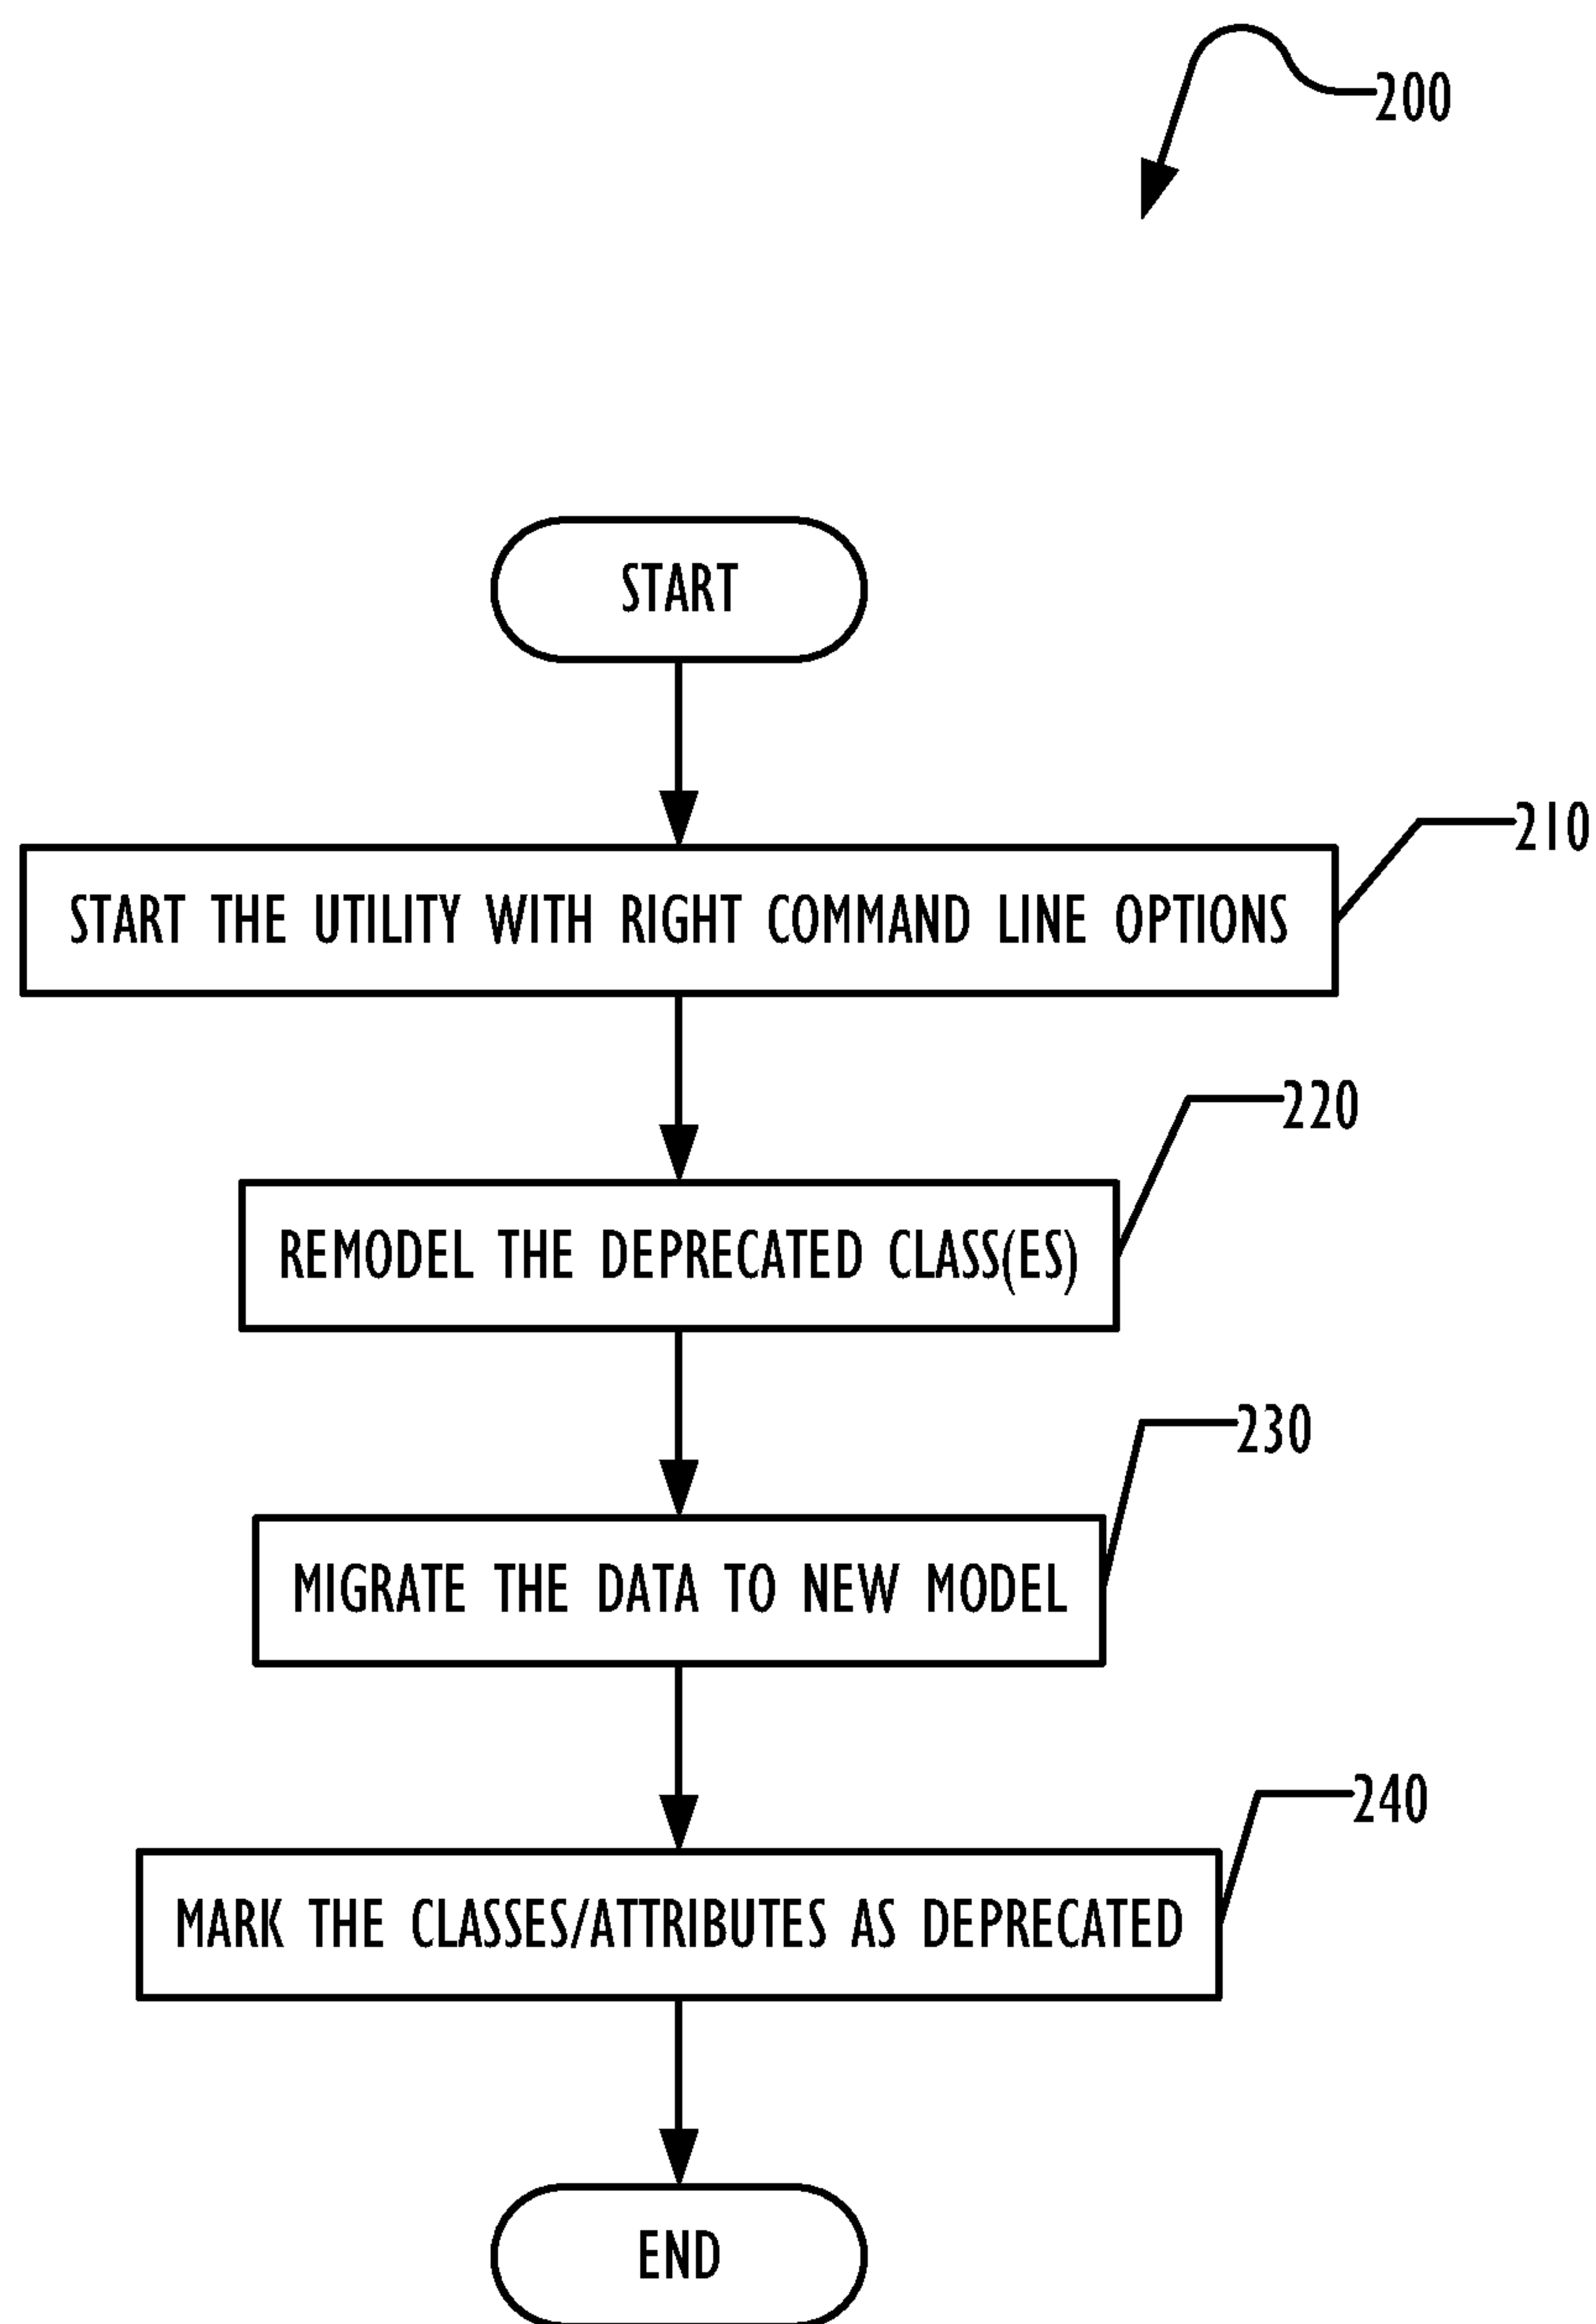 200
START
210
START THE UTILITY WITH RIGHT COMMAND LINE OPTIONS
220
REMODEL THE DEPRECATED CLASS(ES)
230
MIGRATE THE DATA TO NEW MODEL
240
MARK THE CLASSES/ATTRIBUTES AS DEPRECATED
END